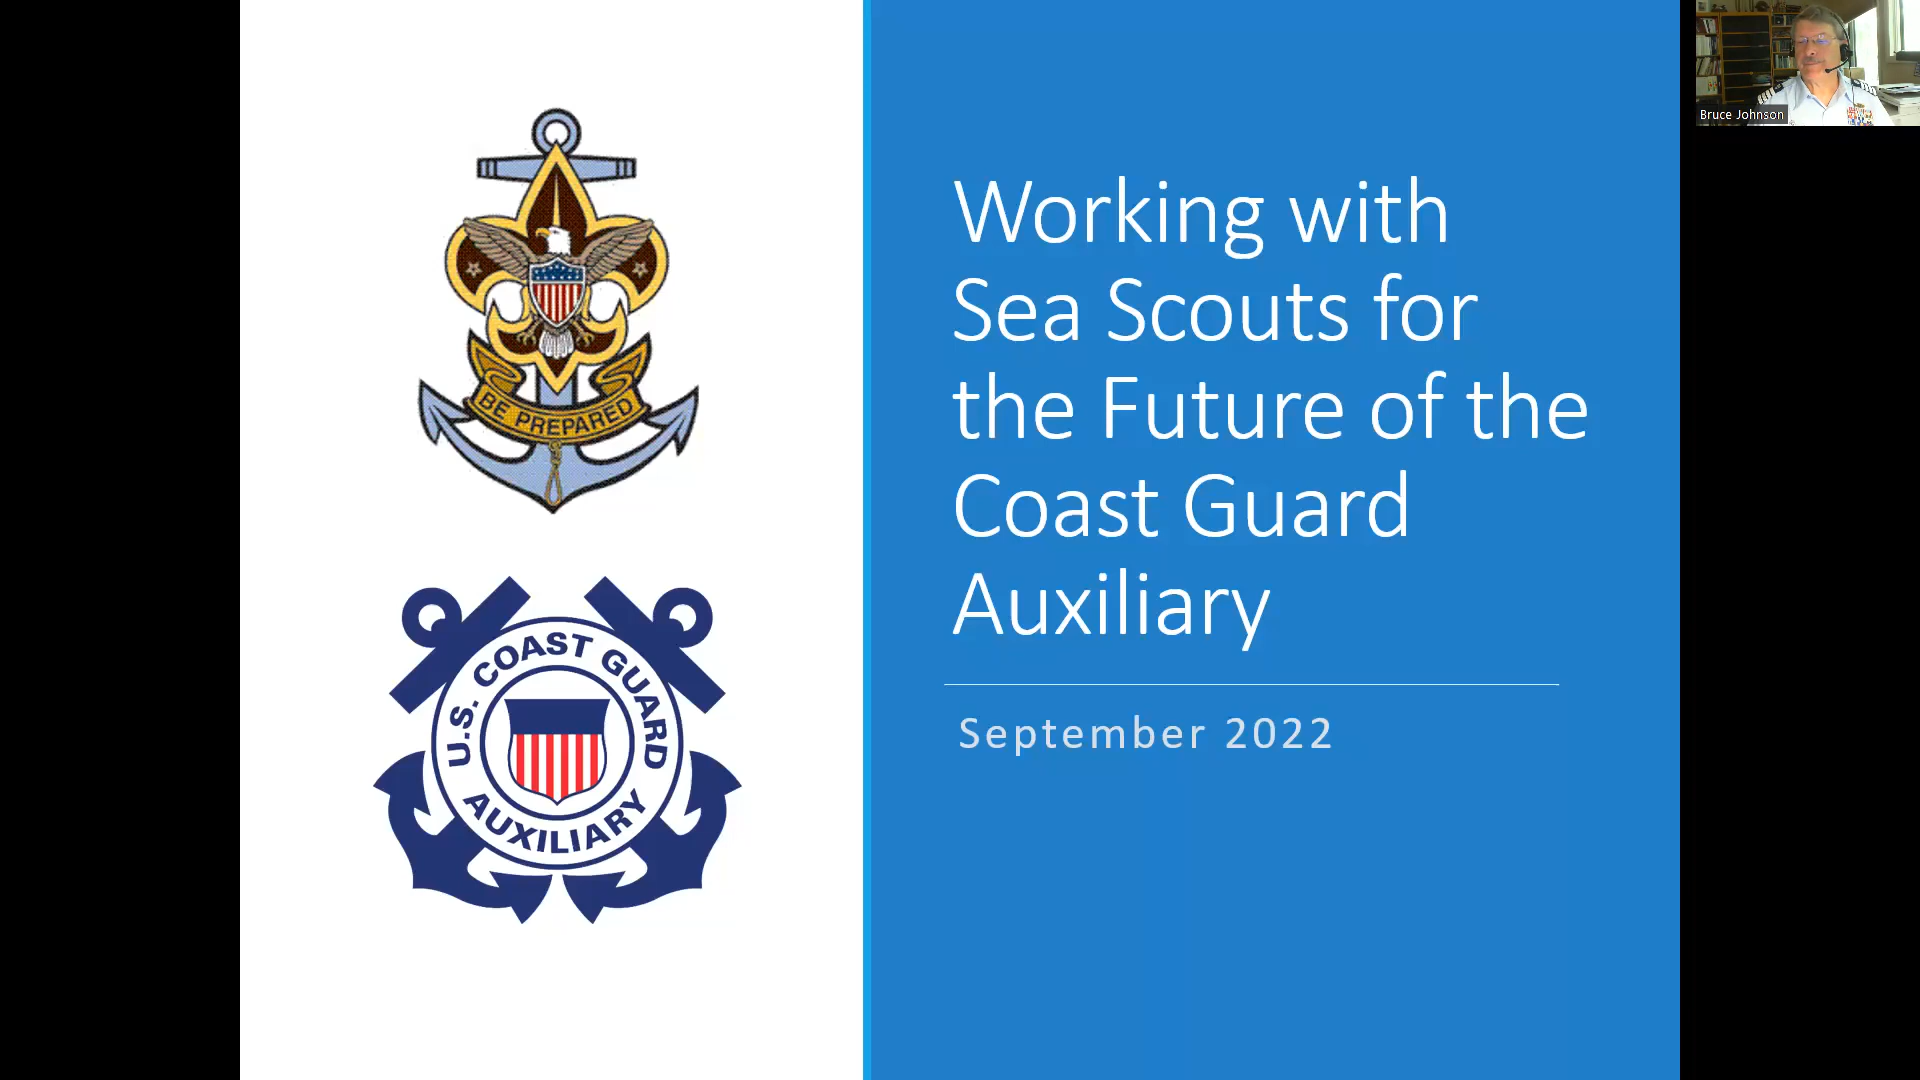 BE PREPARED
U.S. COAST GUARD
AUXILIARY
Working with
Sea Scouts for
the Future of the
Coast Guard
Auxiliary
September 2022
Bruce Johnson